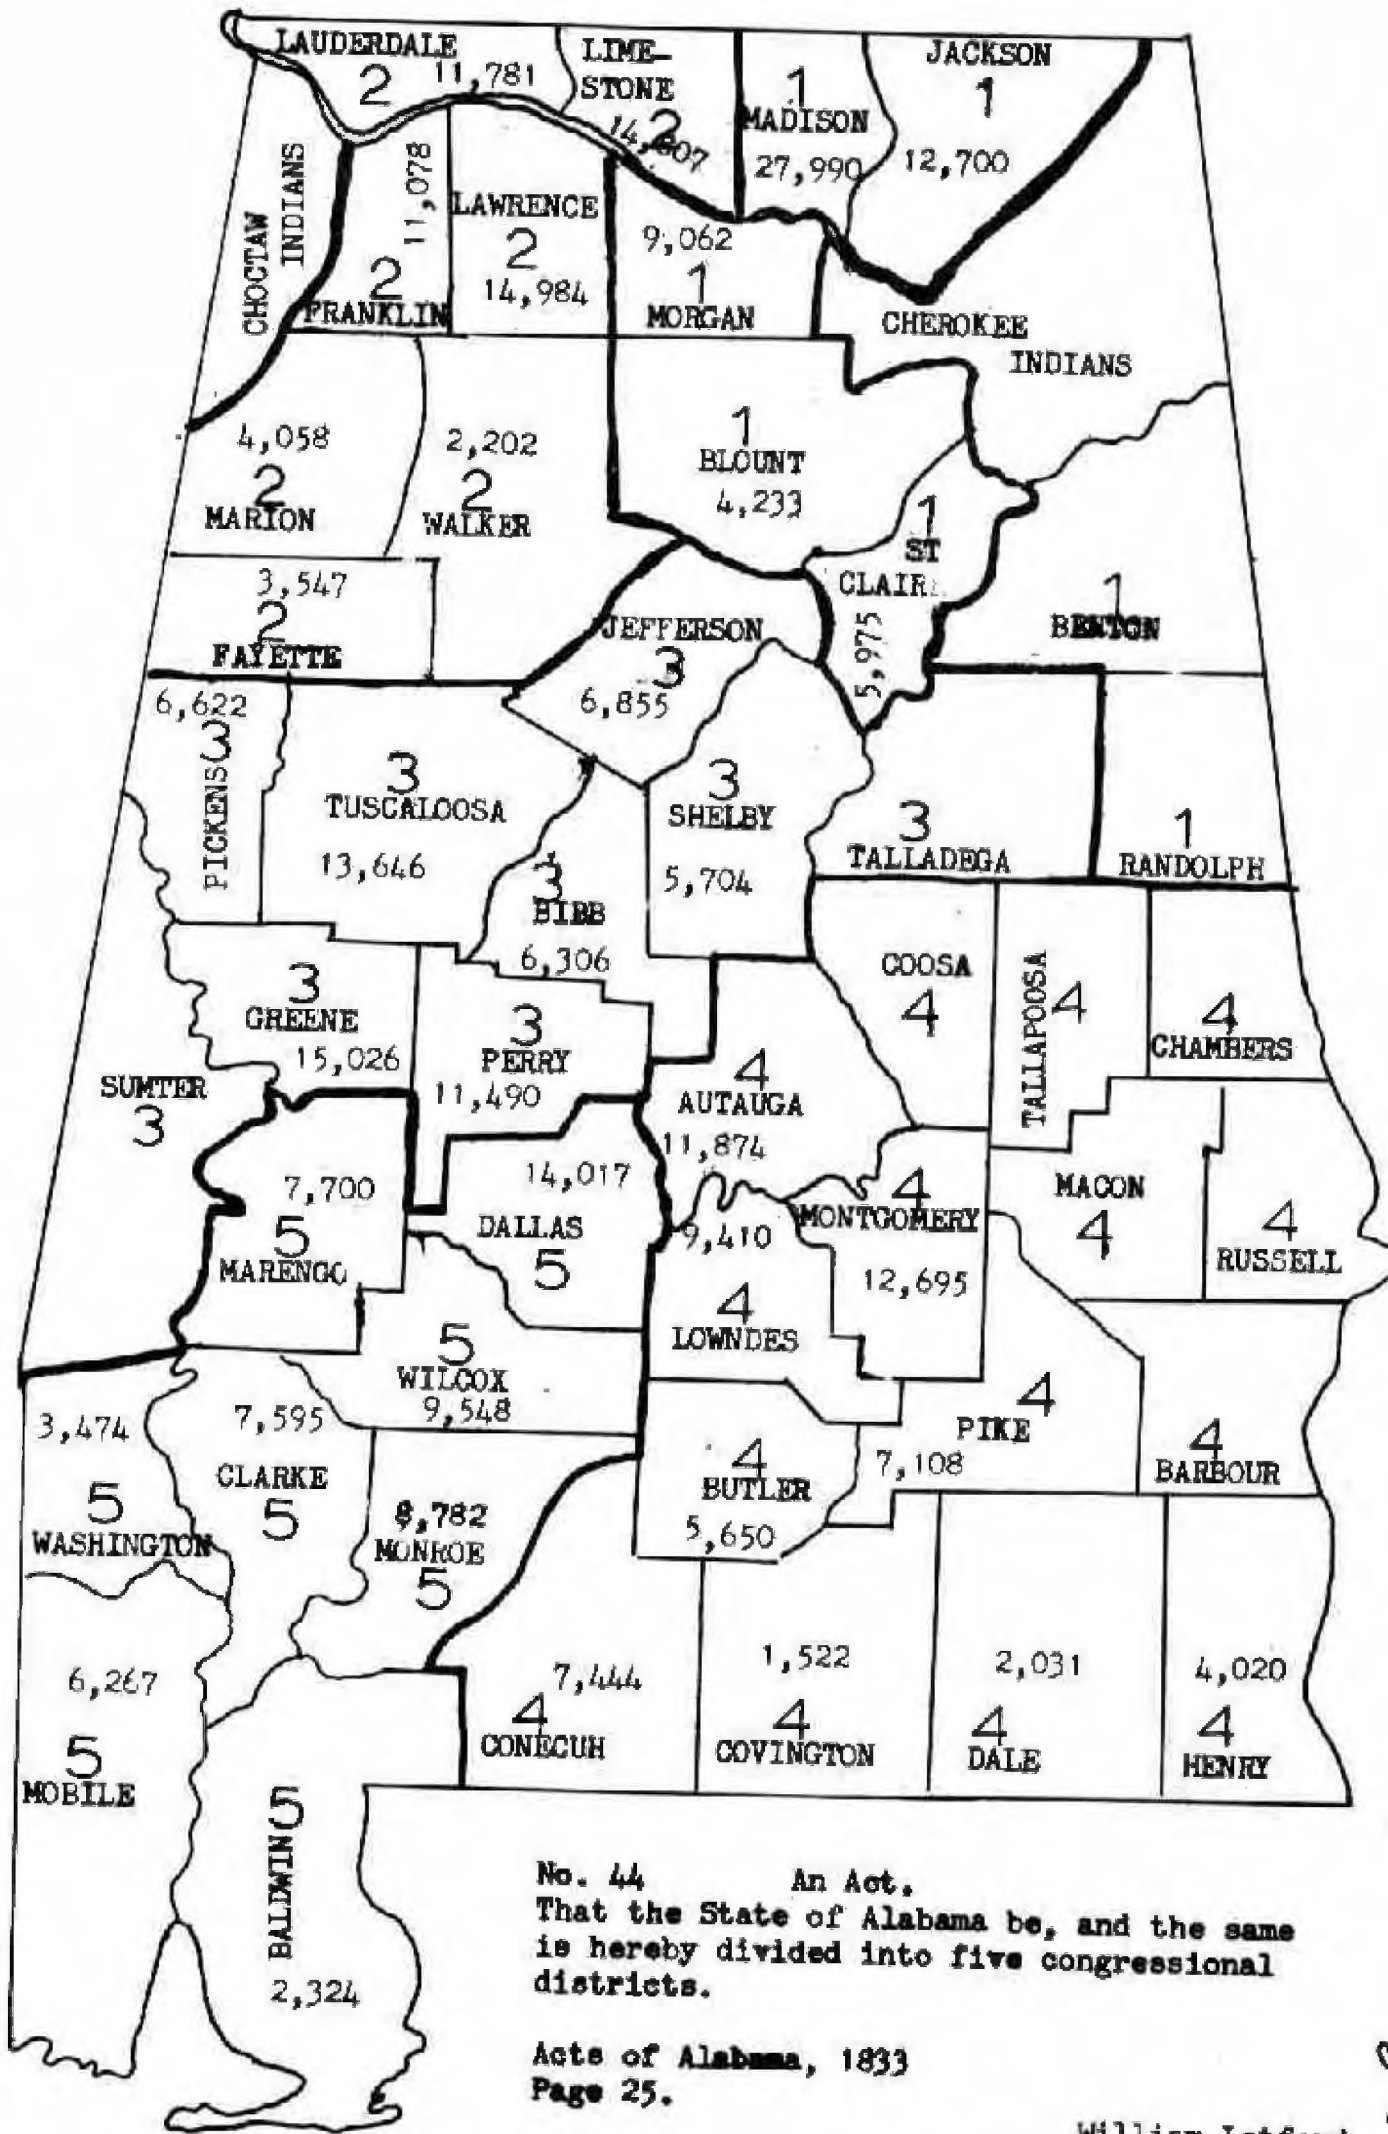 LAUDERDALE
2 11,781
LIME-
STONE
2
1
MADISON
27,990
JACKSON
1
12,700
CHOCTAW
INDIANS
11,078
2
FRANKLIN
LAWRENCE
2
14,984
9,062
1
MORGAN
CHEROKEE
INDIANS
4,058
2
MARION
2,202
2
WALKER
1
BLOUNT
4,233
1
ST
CLAIR
5,975
1
BENTON
3,547
2
FAYETTE
JEFFERSON
3
6,855
6,622
PICKENS 3
3
TUSCALOOSA
13,646
3
SHELBY
5,704
3
TALLADEGA
1
RANDOLPH
3
BIBB
6,306
COOSA
4
TALLAPOOSA
4
4
CHAMBERS
3
GREENE
15,026
3
PERRY
11,490
SUMTER
3
4
AUTAUGA
11,874
7,700
5
MARENGO
14,017
DALLAS
5
9,410
4
LOWNDES
4
MONTGOMERY
12,695
MACON
4
4
RUSSELL
5
WILCOX
9,548
3,474
5
WASHINGTON
7,595
CLARKE
5
8,782
MONROE
5
4
BUTLER
5,650
4
PIKE
7,108
4
BARBOUR
6,267
5
MOBILE
7,444
4
CONECUH
1,522
4
COVINGTON
2,031
4
DALE
4,020
4
HENRY
BALDWIN 5
2,324
No. 44 An Act.
That the State of Alabama be, and the same
is hereby divided into five congressional
districts.
Acts of Alabama, 1833
Page 25.
William